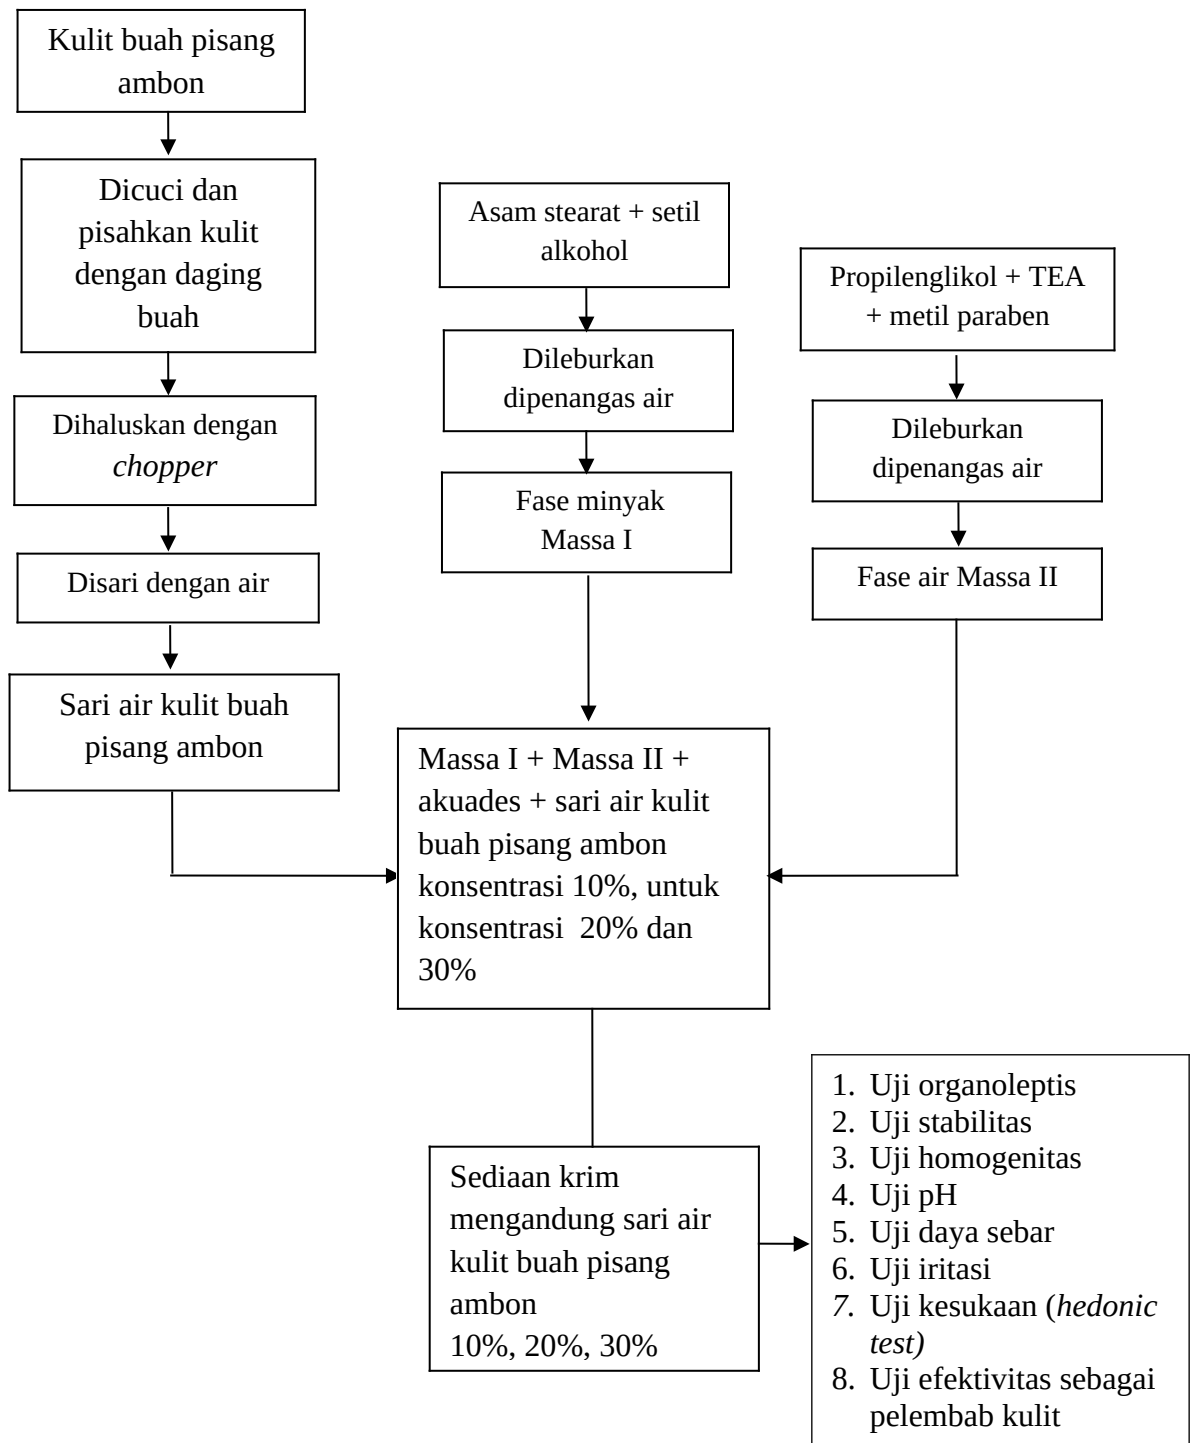 Kulit buah pisang
ambon
Dicuci dan
pisahkan kulit
dengan daging
buah
Dihaluskan dengan
chopper
Disari dengan air
Sari air kulit buah
pisang ambon
Asam stearat + setil
alkohol
Dileburkan
dipenangas air
Fase minyak
Massa I
Propilenglikol + TEA
+ metil paraben
Dileburkan
dipenangas air
Fase air Massa II
Massa I + Massa II +
akuades + sari air kulit
buah pisang ambon
konsentrasi 10%, untuk
konsentrasi 20% dan
30%
Sediaan krim
mengandung sari air
kulit buah pisang
ambon
10%, 20%, 30%
1. Uji organoleptis
2. Uji stabilitas
3. Uji homogenitas
4. Uji pH
5. Uji daya sebar
6. Uji iritasi
7. Uji kesukaan (hedonic
test)
8. Uji efektivitas sebagai
pelembab kulit